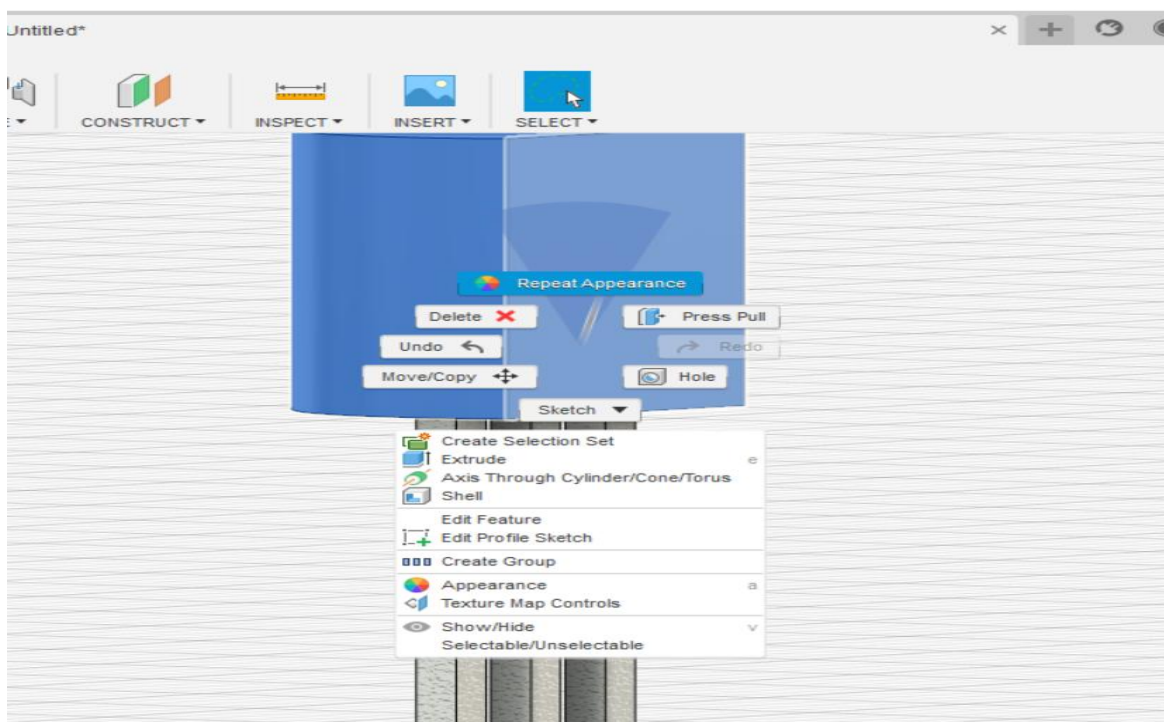 Untitled*
CONSTRUCT
INSPECT
INSERT
SELECT
Repeat Appearance
Delete
Press Pull
Undo
Redo
Move/Copy
Hole
Sketch
Create Selection Set
Extrude e
Axis Through Cylinder/Cone/Torus
Shell
Edit Feature
Edit Profile Sketch
Create Group
Appearance a
Texture Map Controls
Show/Hide v
Selectable/Unselectable